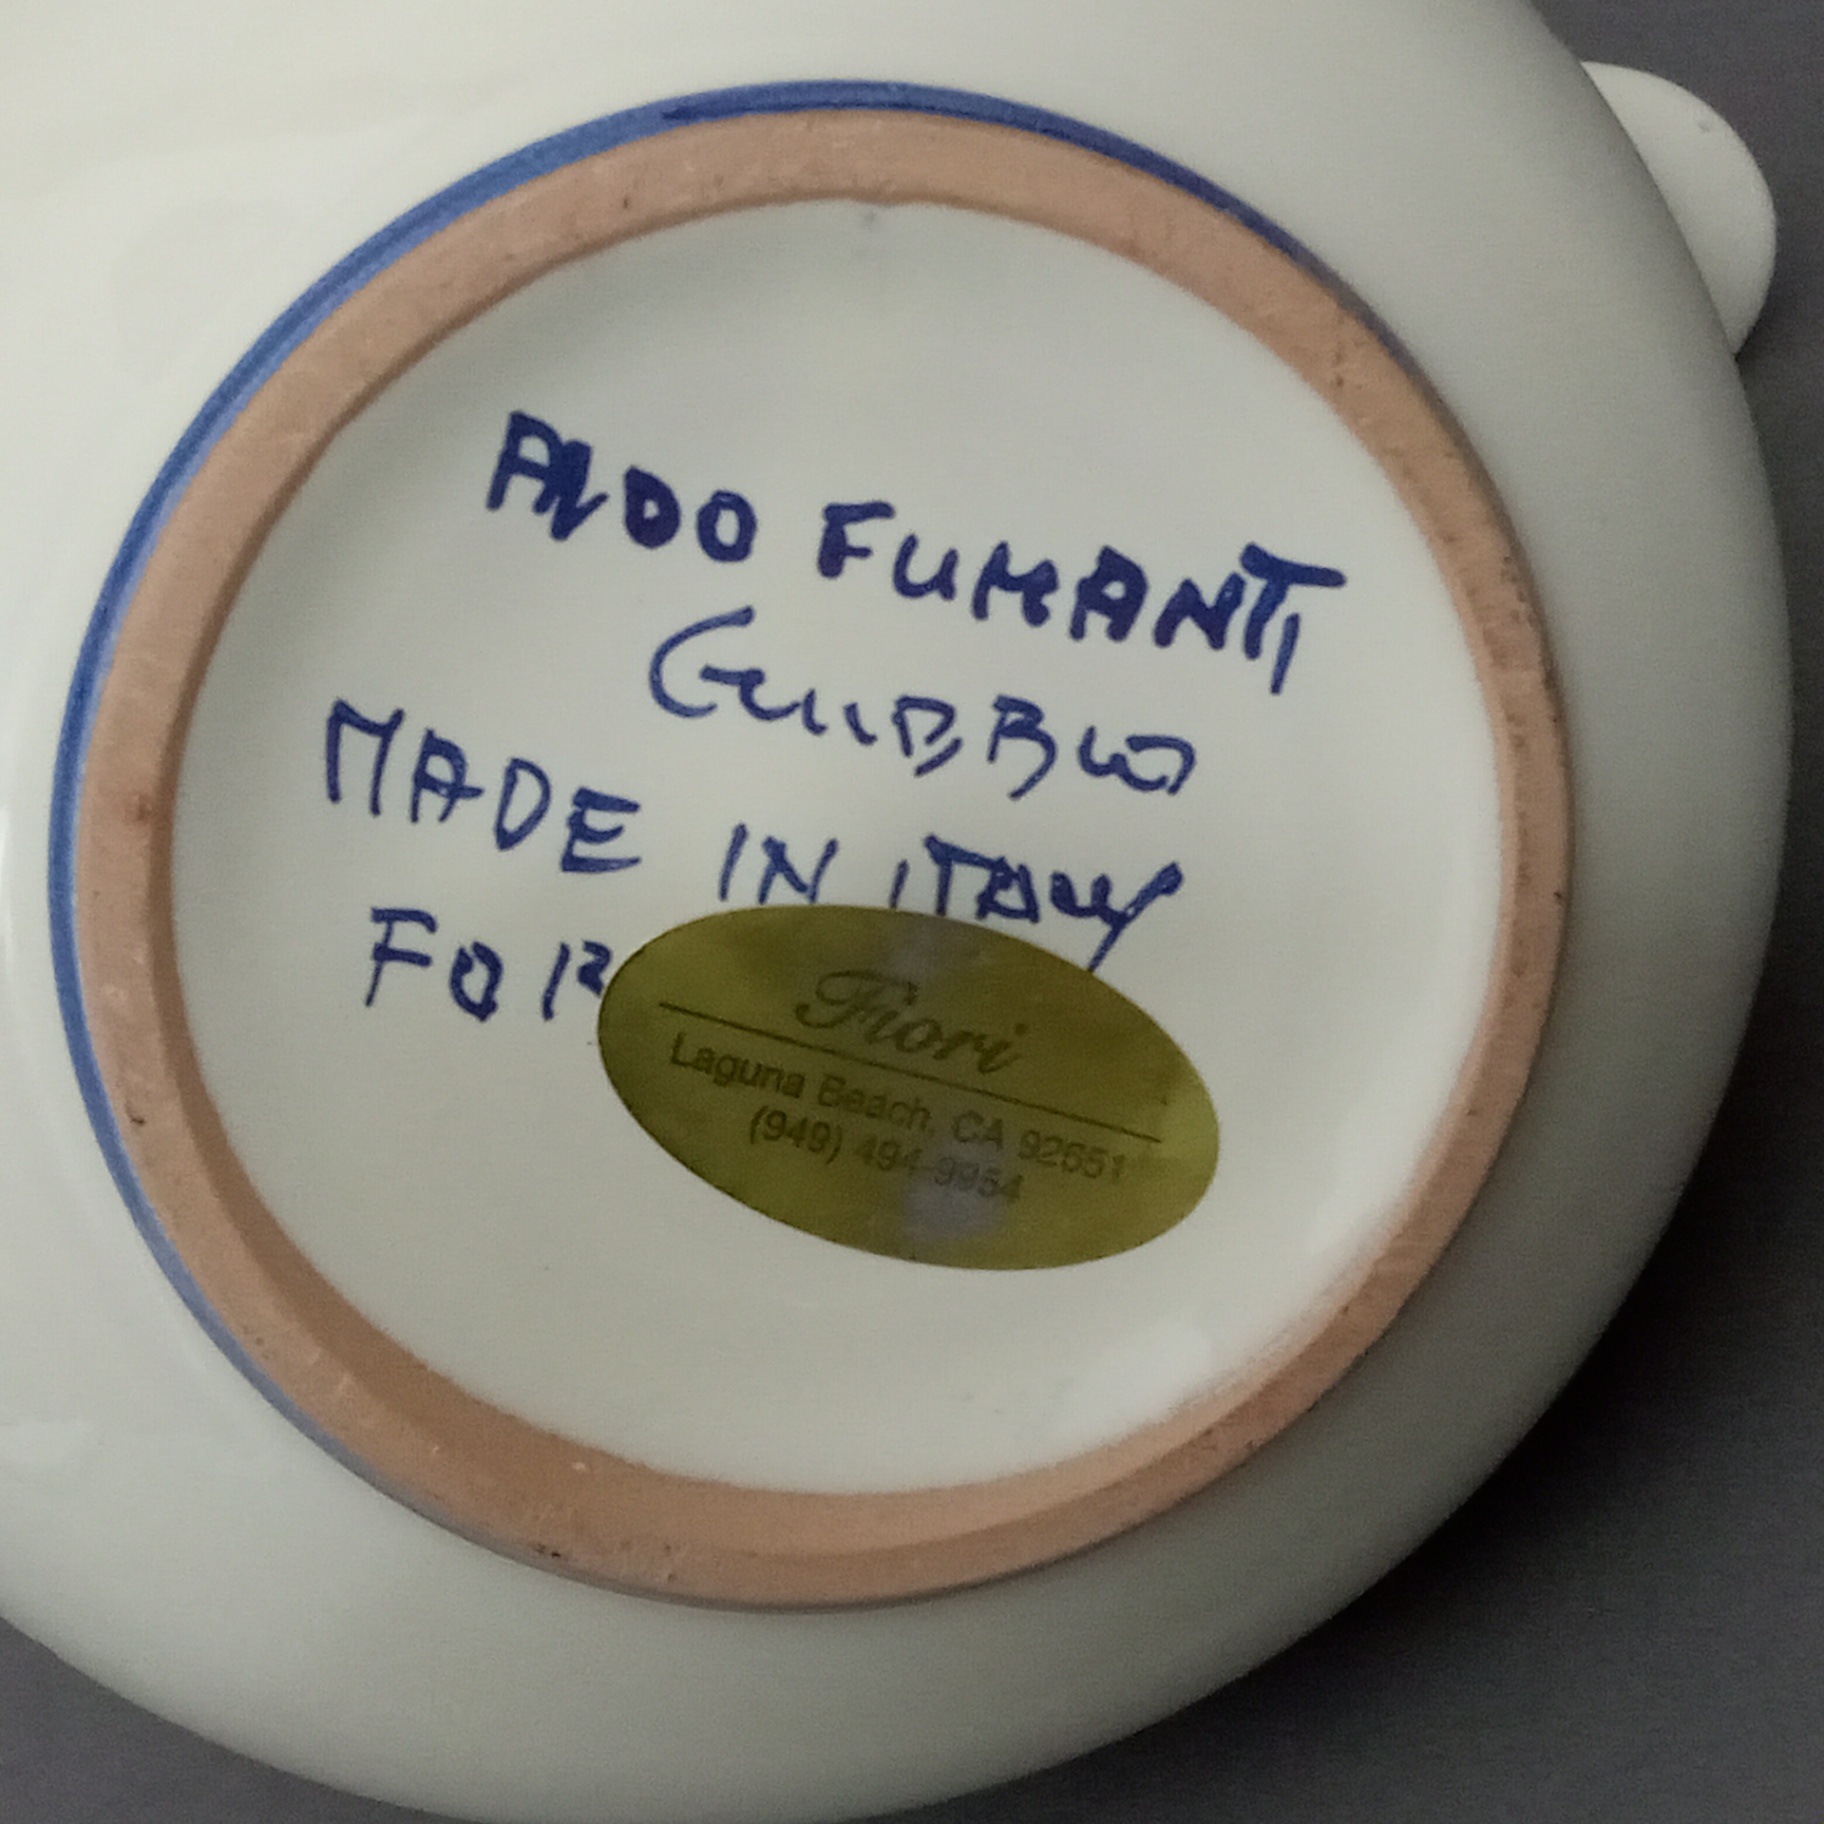 ALDO FUMANTI
GUBBIO
MADE IN ITALY
FOR
Fiori
Laguna Beach, CA 92651
(949) 494-9954